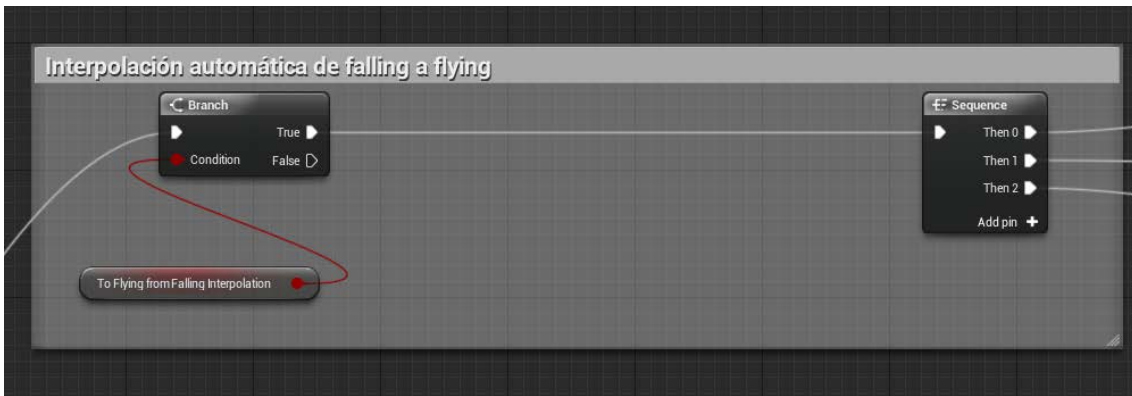 Interpolación automática de falling a flying
Branch
True
Condition
False
To Flying from Falling Interpolation
Sequence
Then 0
Then 1
Then 2
Add pin +